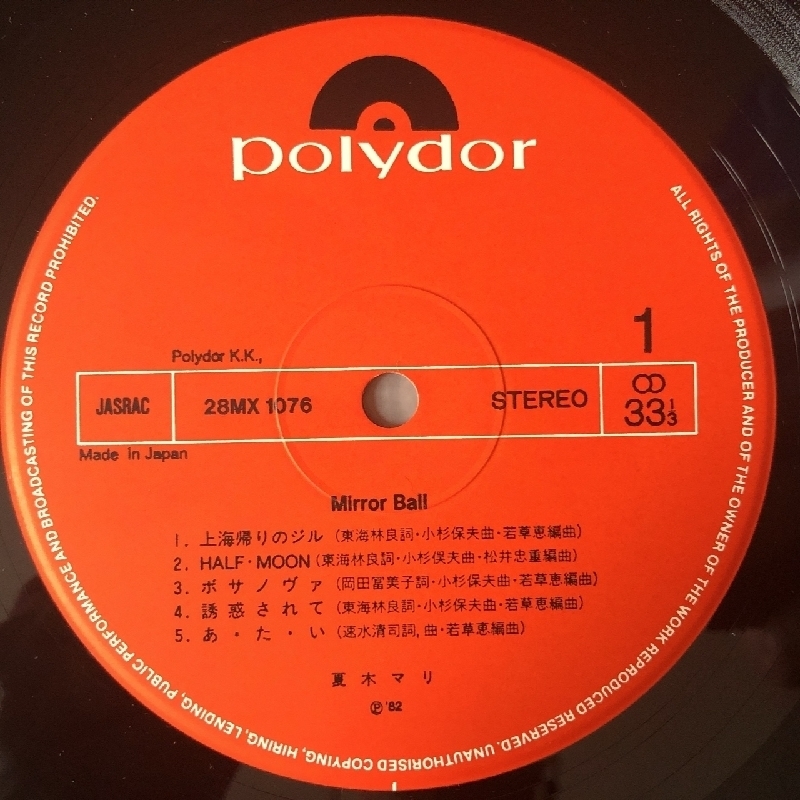 polydor
ALL RIGHTS OF THE PRODUCER AND OF THE OWNER OF THE WORK REPRODUCED RESERVED. UNAUTHORISED COPYING, HIRING, LENDING, PUBLIC PERFORMANCE AND BROADCASTING OF THIS RECORD PROHIBITED.
1
Polydor K.K.,
JASRAC 28MX 1076 STEREO 33⅓
Made in Japan
Mirror Ball
1. 上海帰りのジル (東海林良詞・小杉保夫曲・若草恵編曲)
2. HALF・MOON (東海林良詞・小杉保夫曲・松井忠重編曲)
3. ボサノヴァ (岡田冨美子詞・小杉保夫曲・若草恵編曲)
4. 誘惑されて (東海林良詞・小杉保夫曲・若草恵編曲)
5. あ・た・い (速水清司詞, 曲・若草恵編曲)
夏木マリ
℗ '82